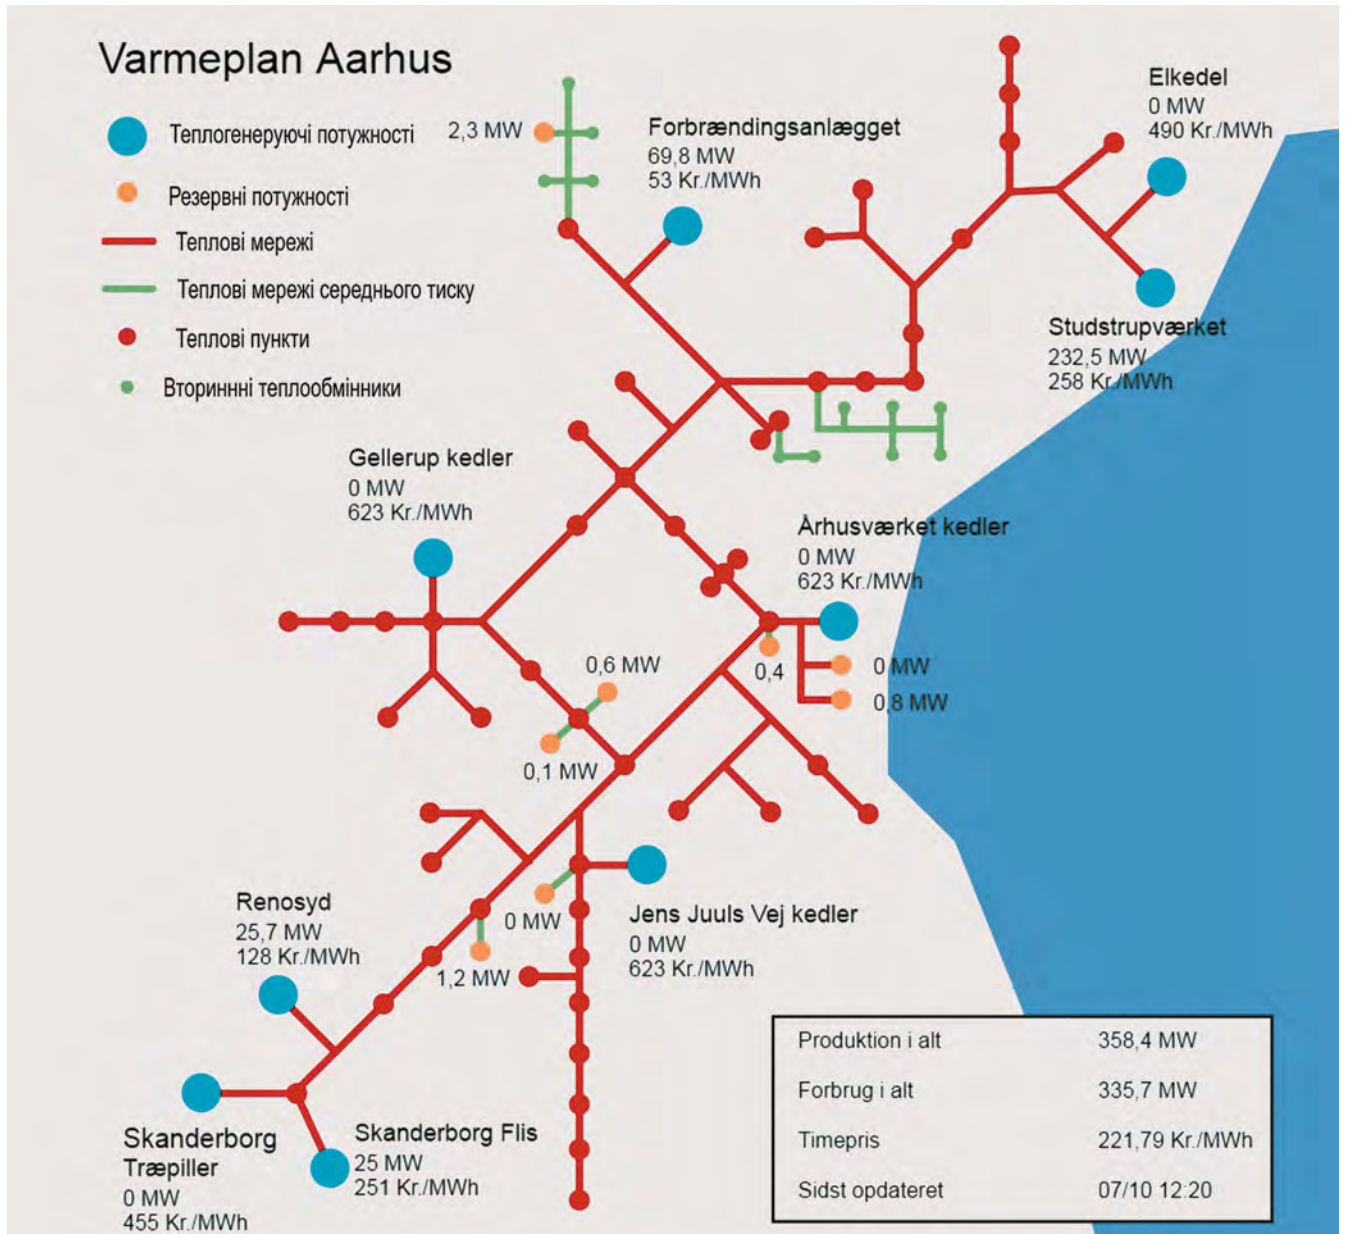 Varmeplan Aarhus
Теплогенеруючі потужності
Резервні потужності
Теплові мережі
Теплові мережі середнього тиску
Теплові пункти
Вториннні теплообмінники
2,3 MW
Forbrændingsanlægget
69,8 MW
53 Kr./MWh
Elkedel
0 MW
490 Kr./MWh
Studstrupværket
232,5 MW
258 Kr./MWh
Gellerup kedler
0 MW
623 Kr./MWh
Århusværket kedler
0 MW
623 Kr./MWh
0,6 MW
0,4
0 MW
0,8 MW
0,1 MW
Renosyd
25,7 MW
128 Kr./MWh
0 MW
1,2 MW
Jens Juuls Vej kedler
0 MW
623 Kr./MWh
Skanderborg
Træpiller
0 MW
455 Kr./MWh
Skanderborg Flis
25 MW
251 Kr./MWh
Produktion i alt 358,4 MW
Forbrug i alt 335,7 MW
Timepris 221,79 Kr./MWh
Sidst opdateret 07/10 12:20